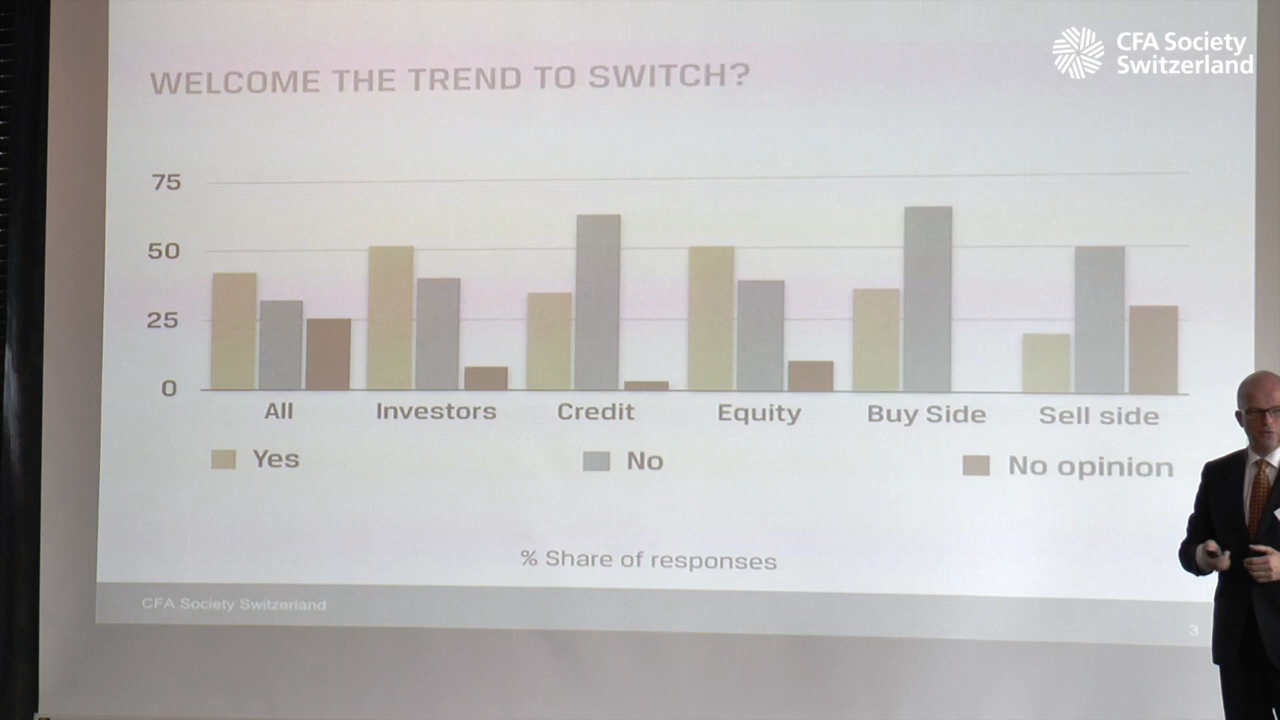 CFA Society
Switzerland
WELCOME THE TREND TO SWITCH?
75
50
25
0
All Investors Credit Equity Buy Side Sell side
Yes No No opinion
% Share of responses
CFA Society Switzerland
3